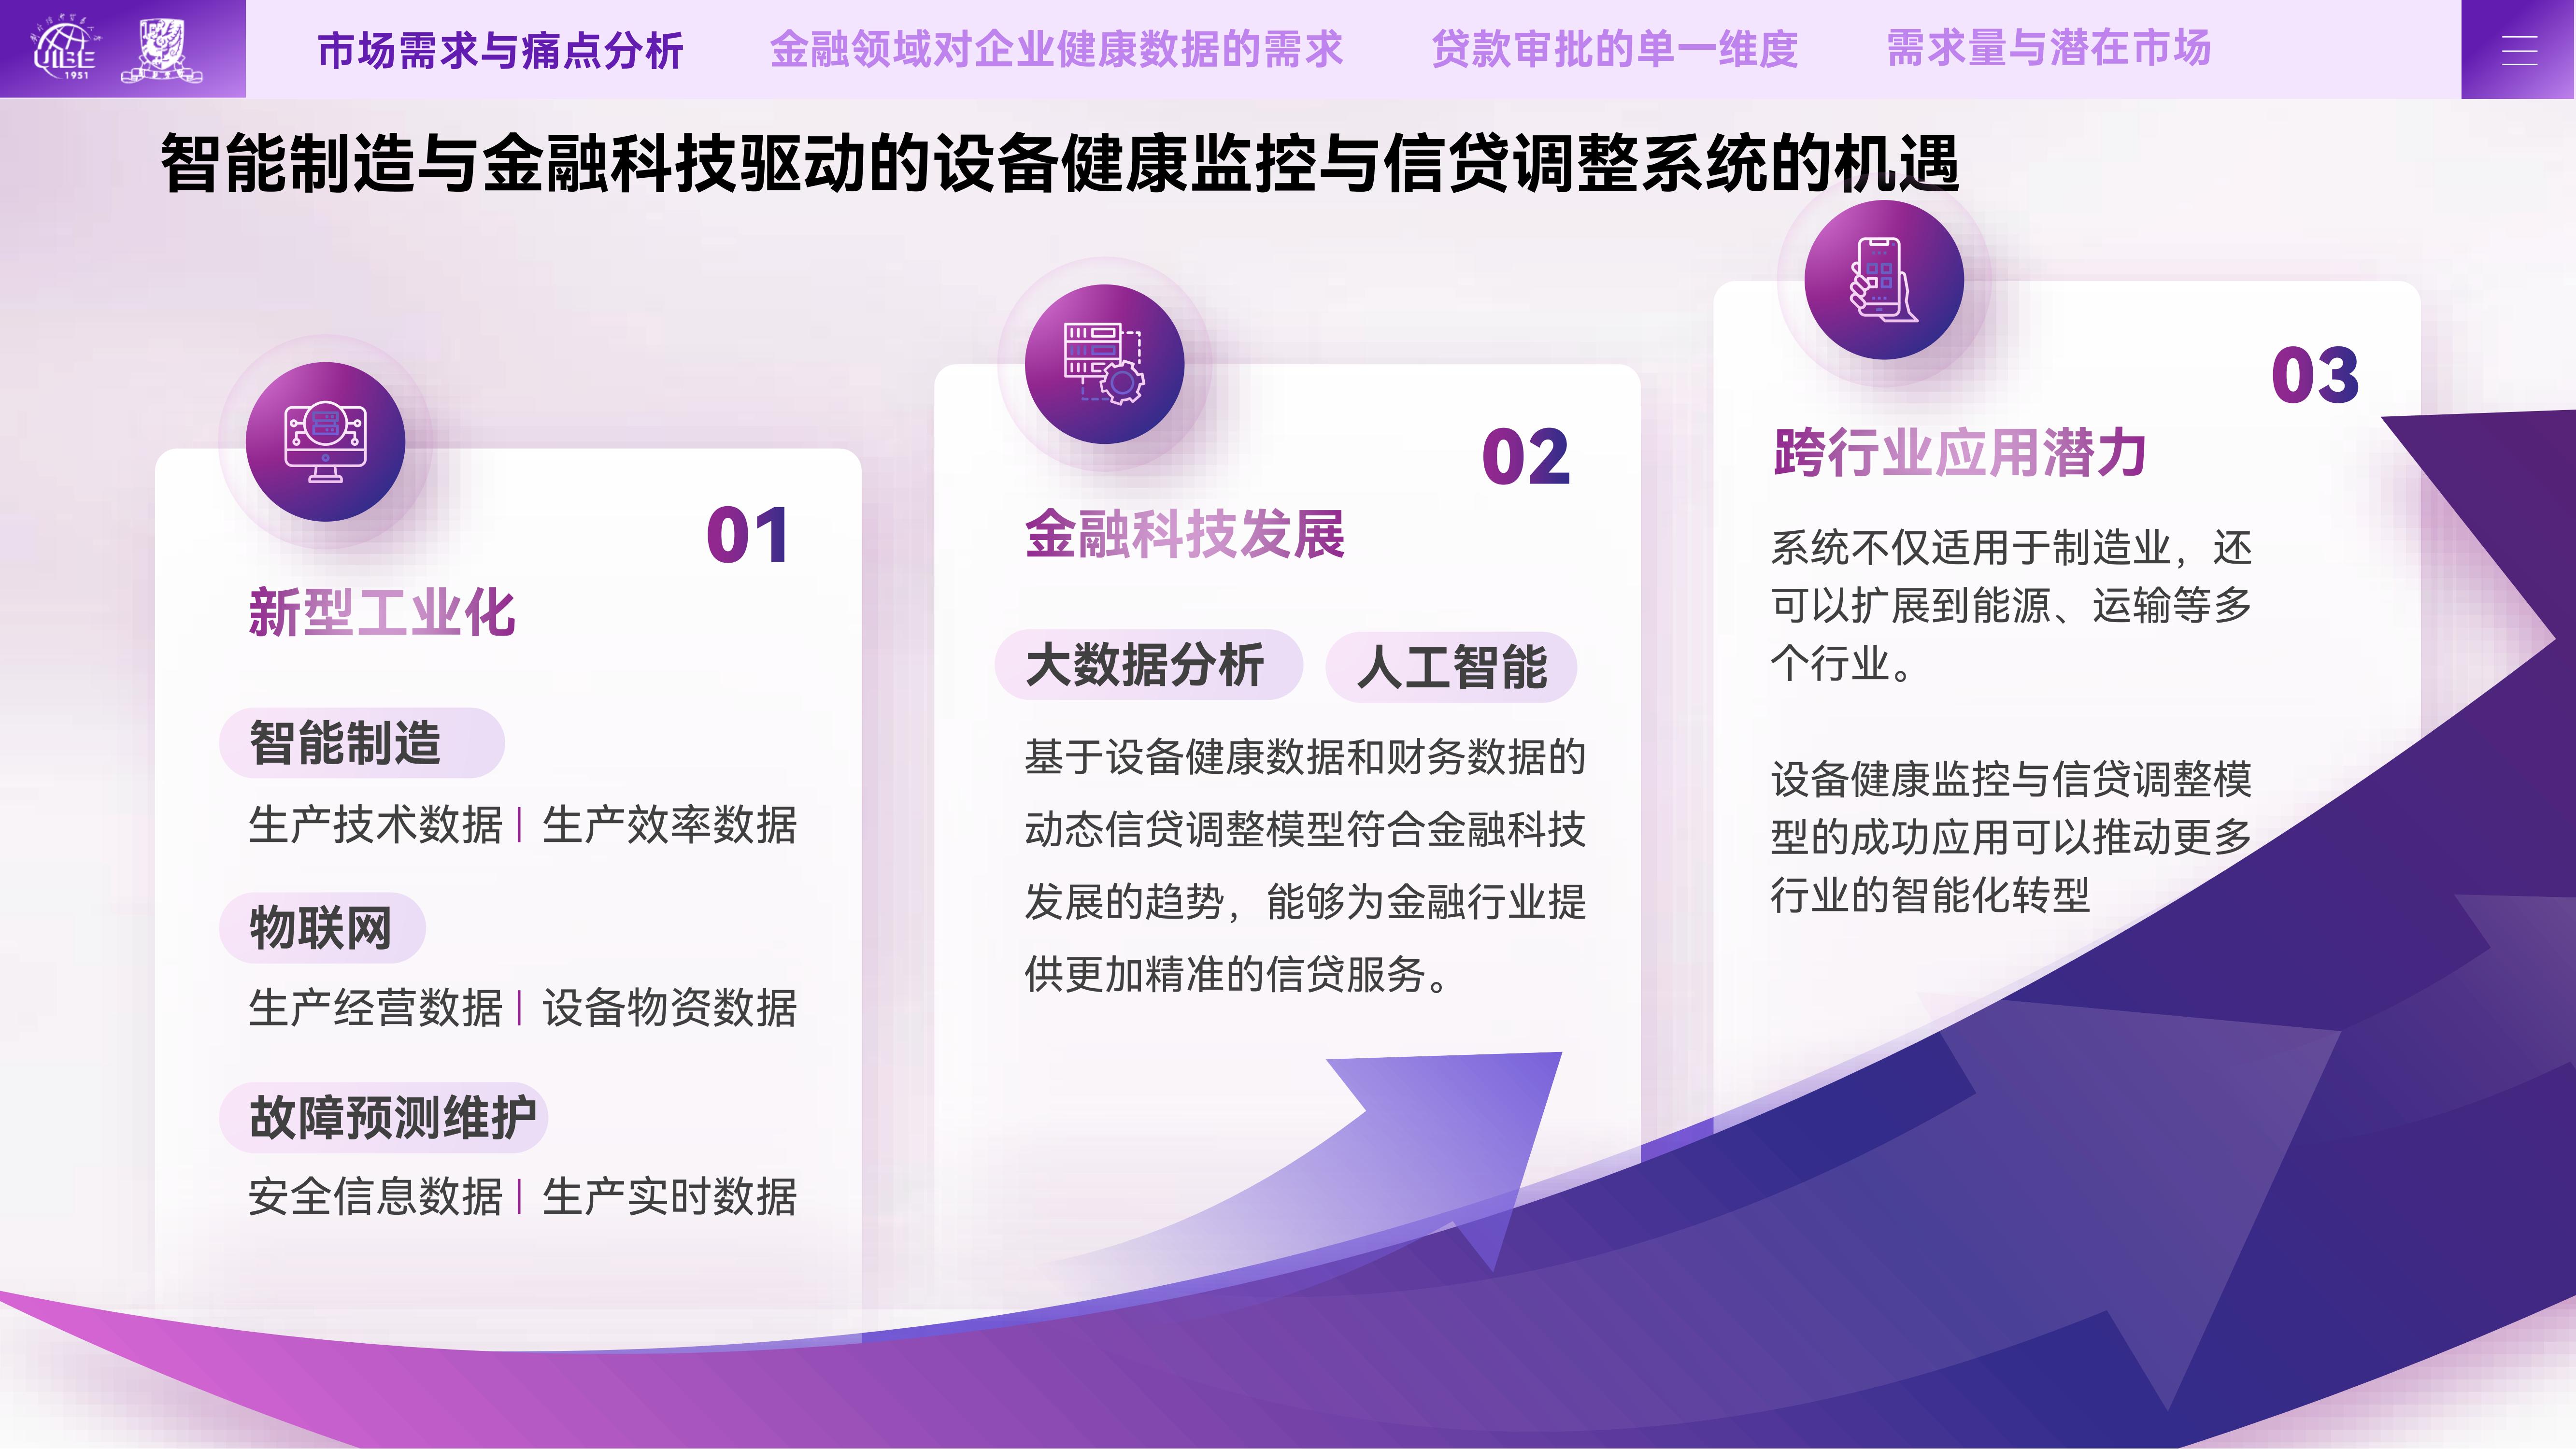 UIBE
1951
市场需求与痛点分析
金融领域对企业健康数据的需求
贷款审批的单一维度
需求量与潜在市场
智能制造与金融科技驱动的设备健康监控与信贷调整系统的机遇
01
新型工业化
智能制造
生产技术数据 | 生产效率数据
物联网
生产经营数据 | 设备物资数据
故障预测维护
安全信息数据 | 生产实时数据
02
金融科技发展
大数据分析
人工智能
基于设备健康数据和财务数据的
动态信贷调整模型符合金融科技
发展的趋势，能够为金融行业提
供更加精准的信贷服务。
03
跨行业应用潜力
系统不仅适用于制造业，还
可以扩展到能源、运输等多
个行业。
设备健康监控与信贷调整模
型的成功应用可以推动更多
行业的智能化转型